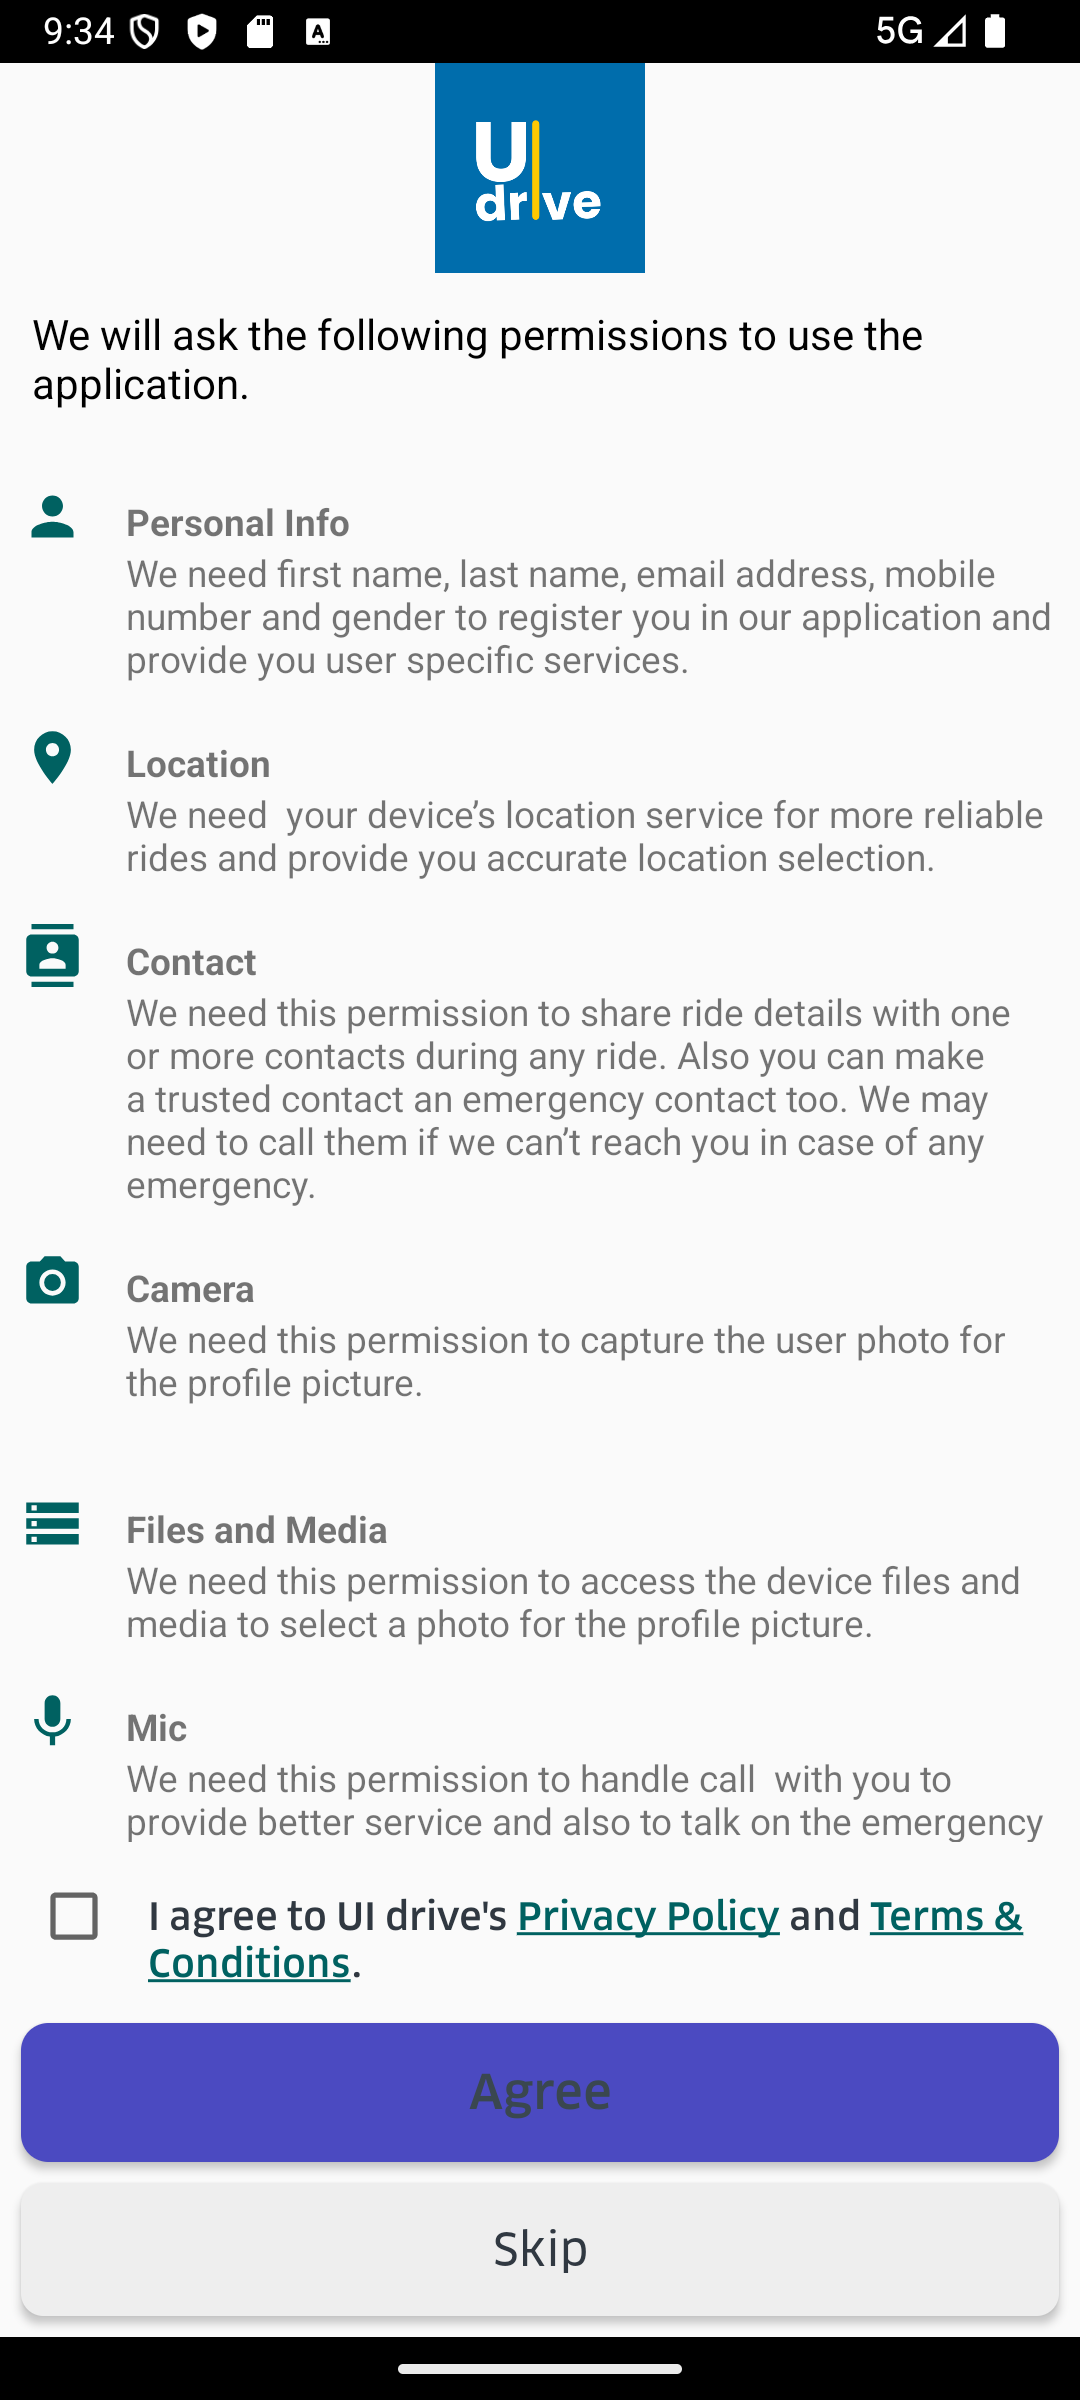 9:34
5G
UI
drive
We will ask the following permissions to use the
application.
Personal Info
We need first name, last name, email address, mobile
number and gender to register you in our application and
provide you user specific services.
Location
We need  your device’s location service for more reliable
rides and provide you accurate location selection.
Contact
We need this permission to share ride details with one
or more contacts during any ride. Also you can make
a trusted contact an emergency contact too. We may
need to call them if we can’t reach you in case of any
emergency.
Camera
We need this permission to capture the user photo for
the profile picture.
Files and Media
We need this permission to access the device files and
media to select a photo for the profile picture.
Mic
We need this permission to handle call  with you to
provide better service and also to talk on the emergency
I agree to UI drive's Privacy Policy and Terms &
Conditions.
Agree
Skip